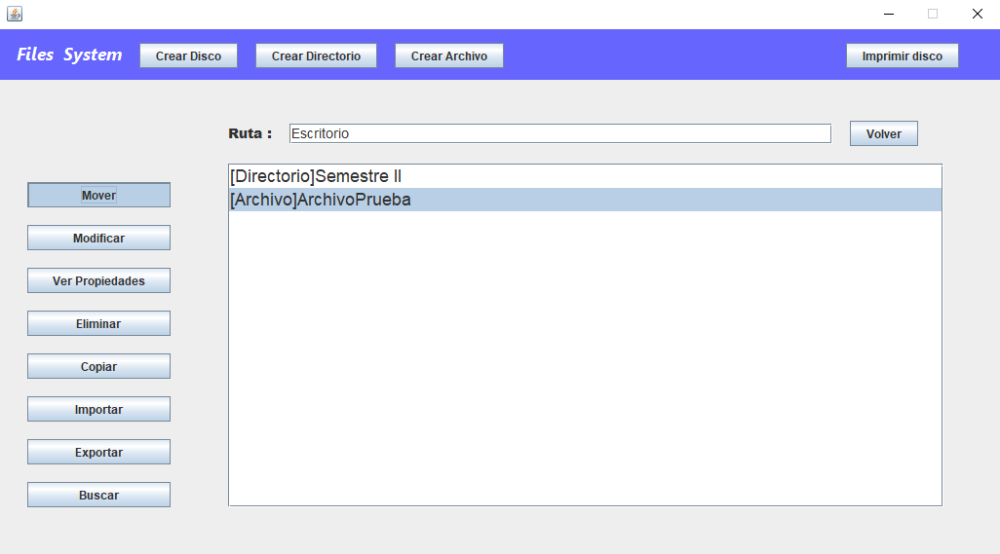 Files System
Crear Disco
Crear Directorio
Crear Archivo
Imprimir disco
Ruta :
Escritorio
Volver
[Directorio]Semestre II
[Archivo]ArchivoPrueba
Mover
Modificar
Ver Propiedades
Eliminar
Copiar
Importar
Exportar
Buscar